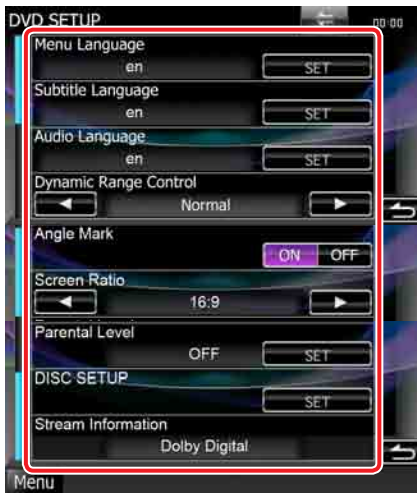 DVD SETUP 00:00
Menu Language
en SET
Subtitle Language
en SET
Audio Language
en SET
Dynamic Range Control
Normal
Angle Mark
ON OFF
Screen Ratio
16:9
Parental Level
OFF SET
DISC SETUP
SET
Stream Information
Dolby Digital
Menu